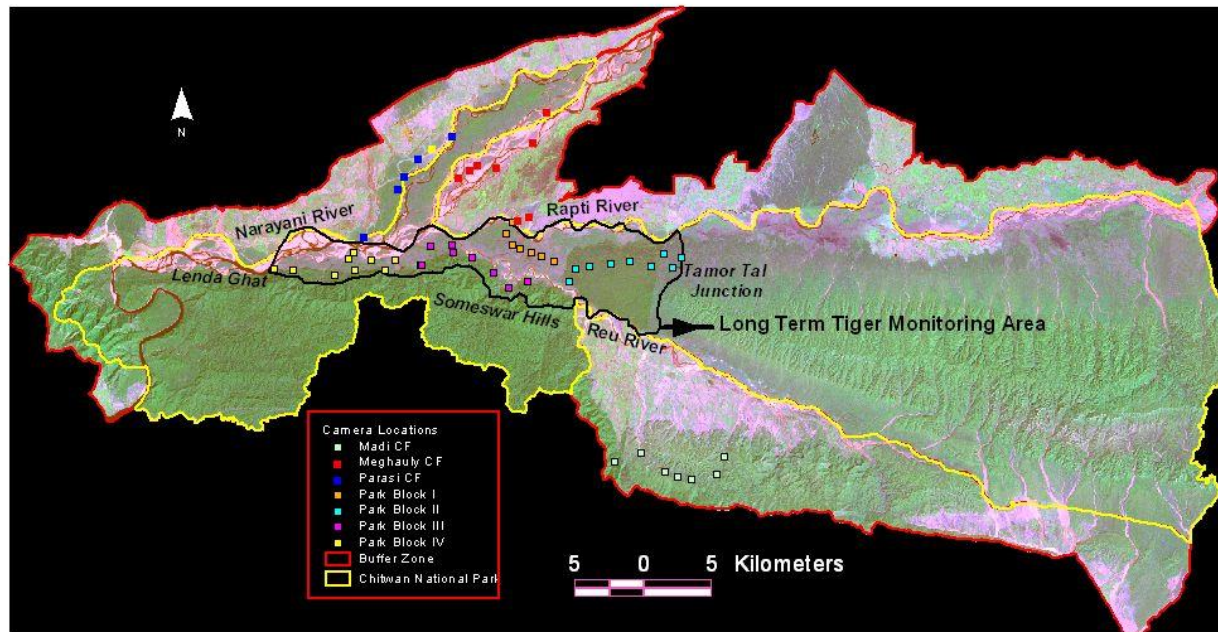 N
Narayani River
Rapti River
Lenda Ghat
Tamor Tal
Junction
Someswar Hills
Reu River
Long Term Tiger Monitoring Area
Camera Locations
Madi CF
Meghauly CF
Parasi CF
Park Block I
Park Block II
Park Block III
Park Block IV
Buffer Zone
Chitwan National Park
5 0 5 Kilometers